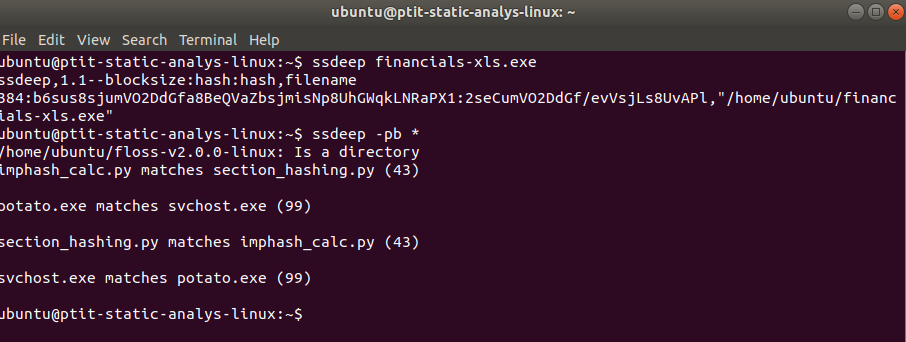 ubuntu@ptit-static-analys-linux: ~
File Edit View Search Terminal Help
ubuntu@ptit-static-analys-linux:~$ ssdeep financials-xls.exe
ssdeep,1.1--blocksize:hash:hash,filename
384:b6sus8sjumVO2DdGfa8BeQVaZbsjmisNp8UhGWqkLNRaPX1:2seCumVO2DdGf/evVsjLs8UvAPl,"/home/ubuntu/financ
ials-xls.exe"
ubuntu@ptit-static-analys-linux:~$ ssdeep -pb *
/home/ubuntu/floss-v2.0.0-linux: Is a directory
imphash_calc.py matches section_hashing.py (43)
potato.exe matches svchost.exe (99)
section_hashing.py matches imphash_calc.py (43)
svchost.exe matches potato.exe (99)
ubuntu@ptit-static-analys-linux:~$